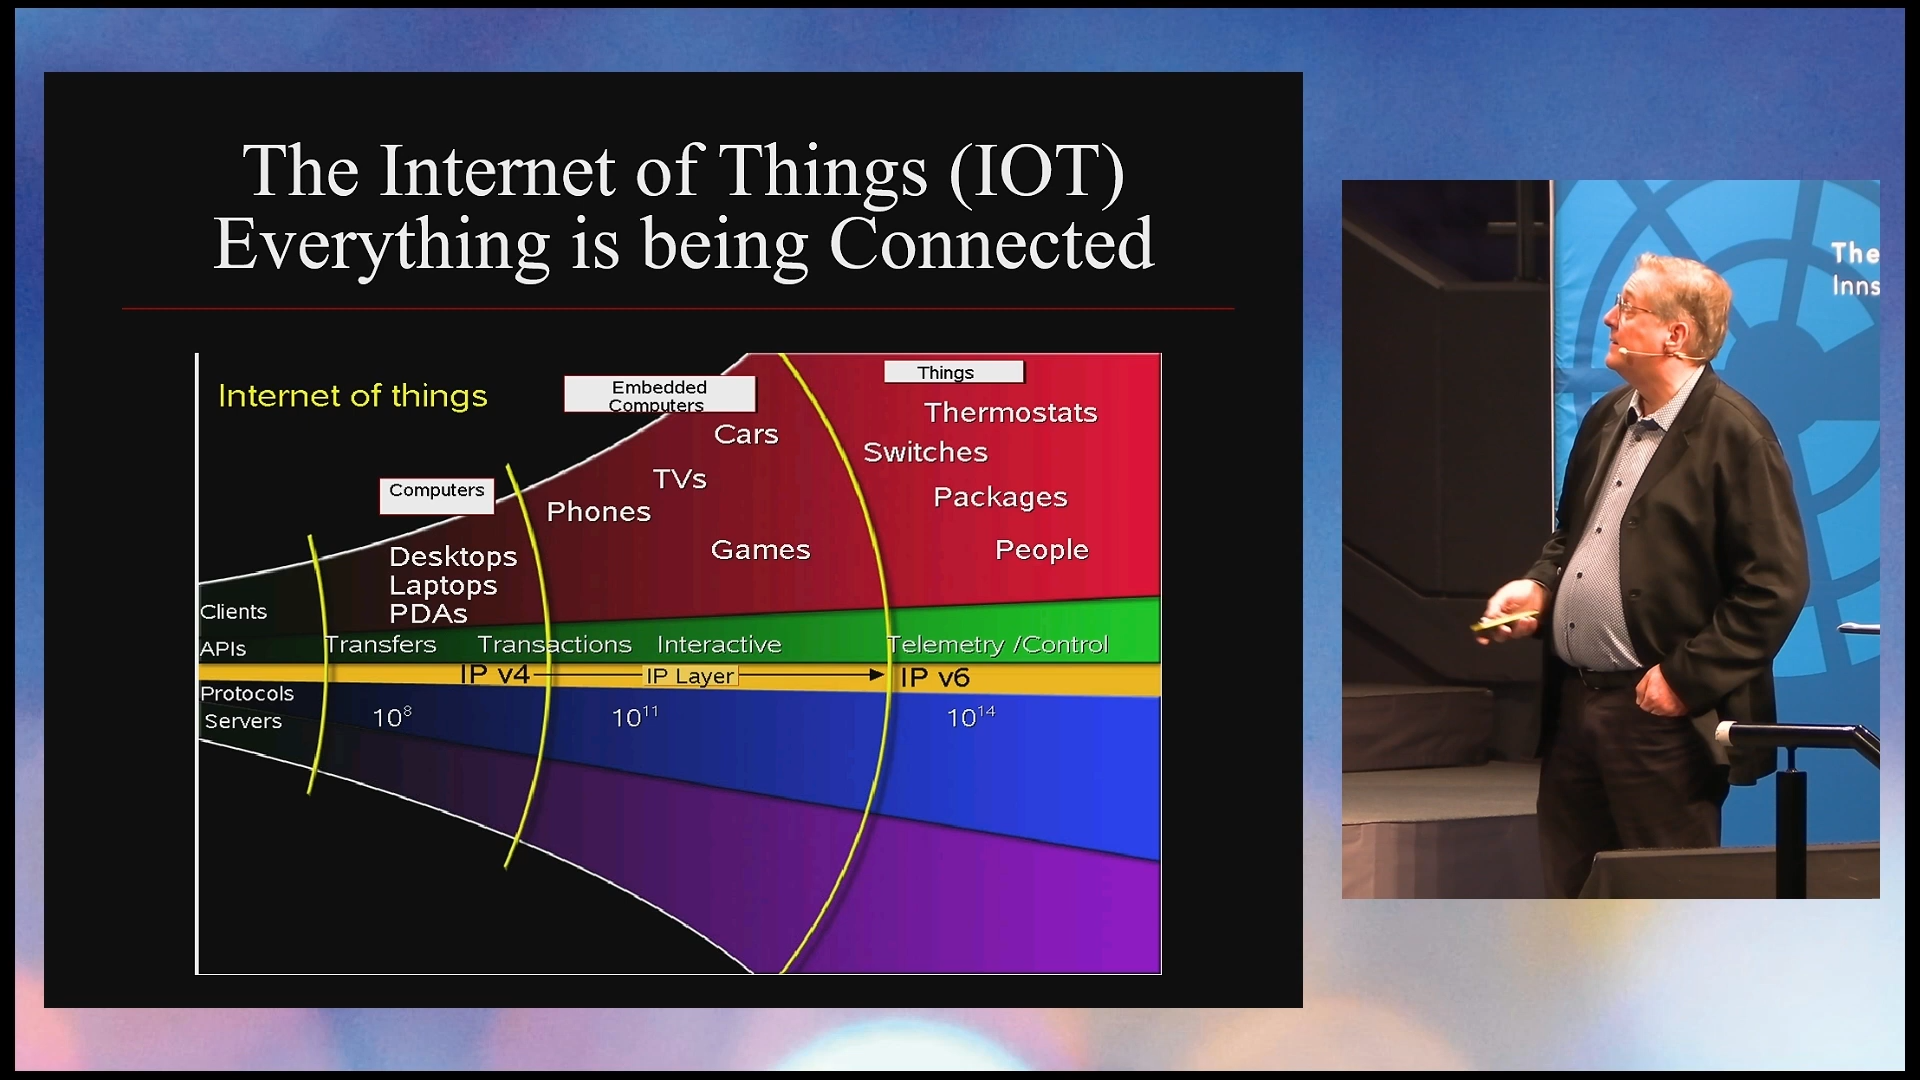 The Internet of Things (IOT)
Everything is being Connected
Internet of things
Embedded
Computers
Things
Thermostats
Cars
Switches
TVs
Computers
Packages
Phones
Games
People
Desktops
Laptops
PDAs
Clients
APIs
Transfers
Transactions
Interactive
Telemetry /Control
IP v4
IP Layer
IP v6
Protocols
Servers
10⁸
10¹¹
10¹⁴
The
Inns